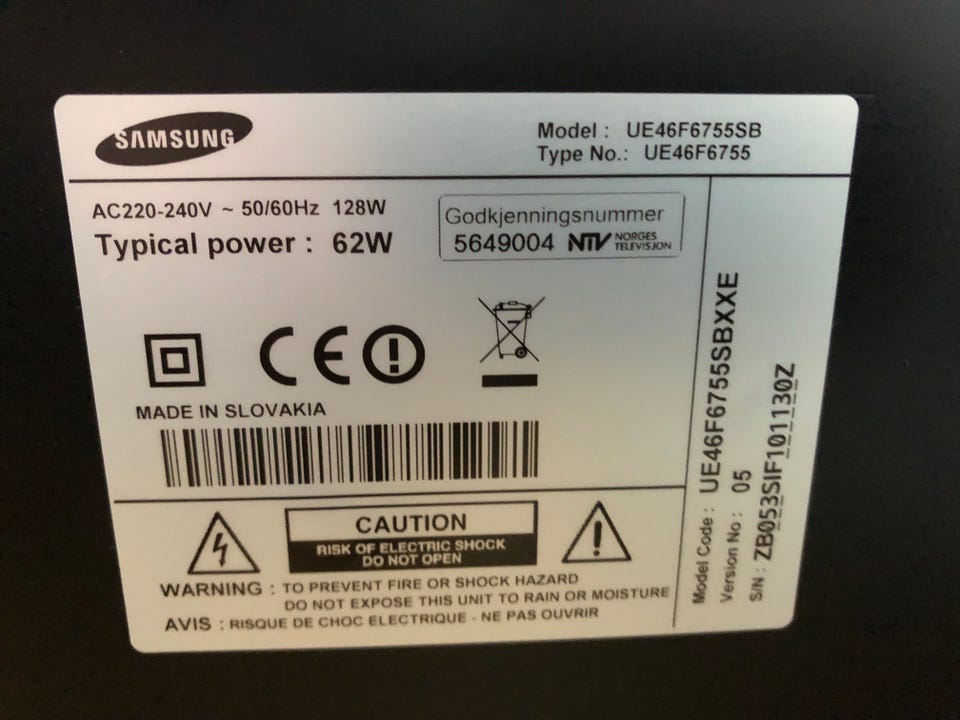 SAMSUNG
Model : UE46F6755SB
Type No.: UE46F6755
AC220-240V ~ 50/60Hz 128W
Typical power : 62W
Godkjenningsnummer
5649004 NTV NORGES TELEVISJON
CE
MADE IN SLOVAKIA
CAUTION
RISK OF ELECTRIC SHOCK
DO NOT OPEN
WARNING : TO PREVENT FIRE OR SHOCK HAZARD
DO NOT EXPOSE THIS UNIT TO RAIN OR MOISTURE
AVIS : RISQUE DE CHOC ELECTRIQUE - NE PAS OUVRIR
Model Code : UE46F6755SBXXE
Version No : 05
S/N : ZB053SIF101130Z